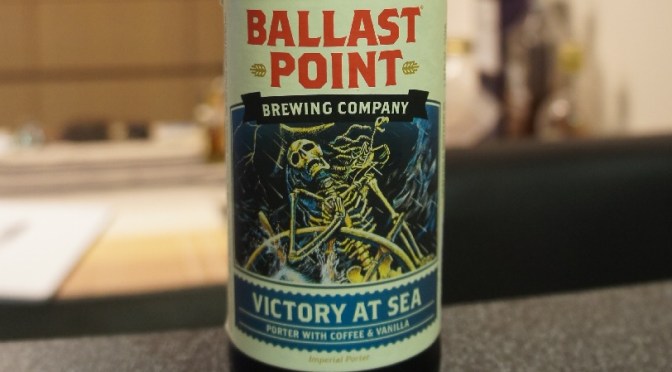 BALLAST
POINT
BREWING COMPANY
VICTORY AT SEA
PORTER WITH COFFEE & VANILLA
Imperial Porter